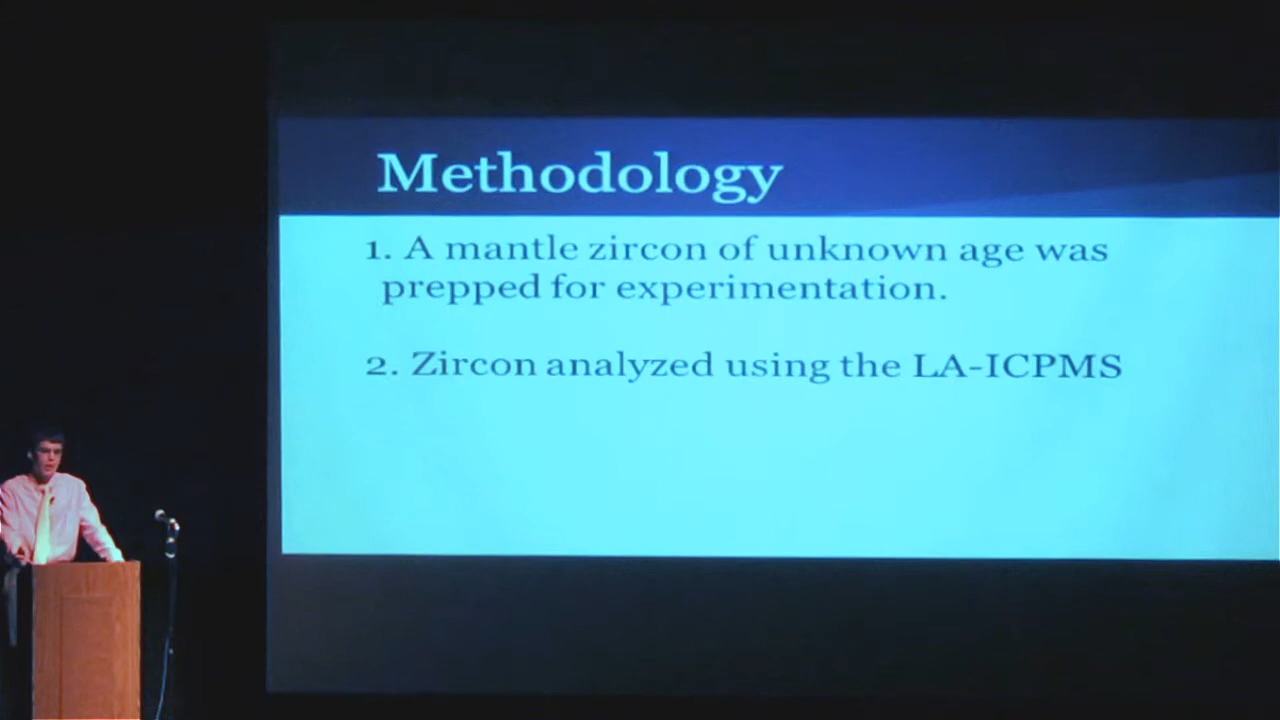 Methodology
1. A mantle zircon of unknown age was
prepped for experimentation.
2. Zircon analyzed using the LA-ICPMS